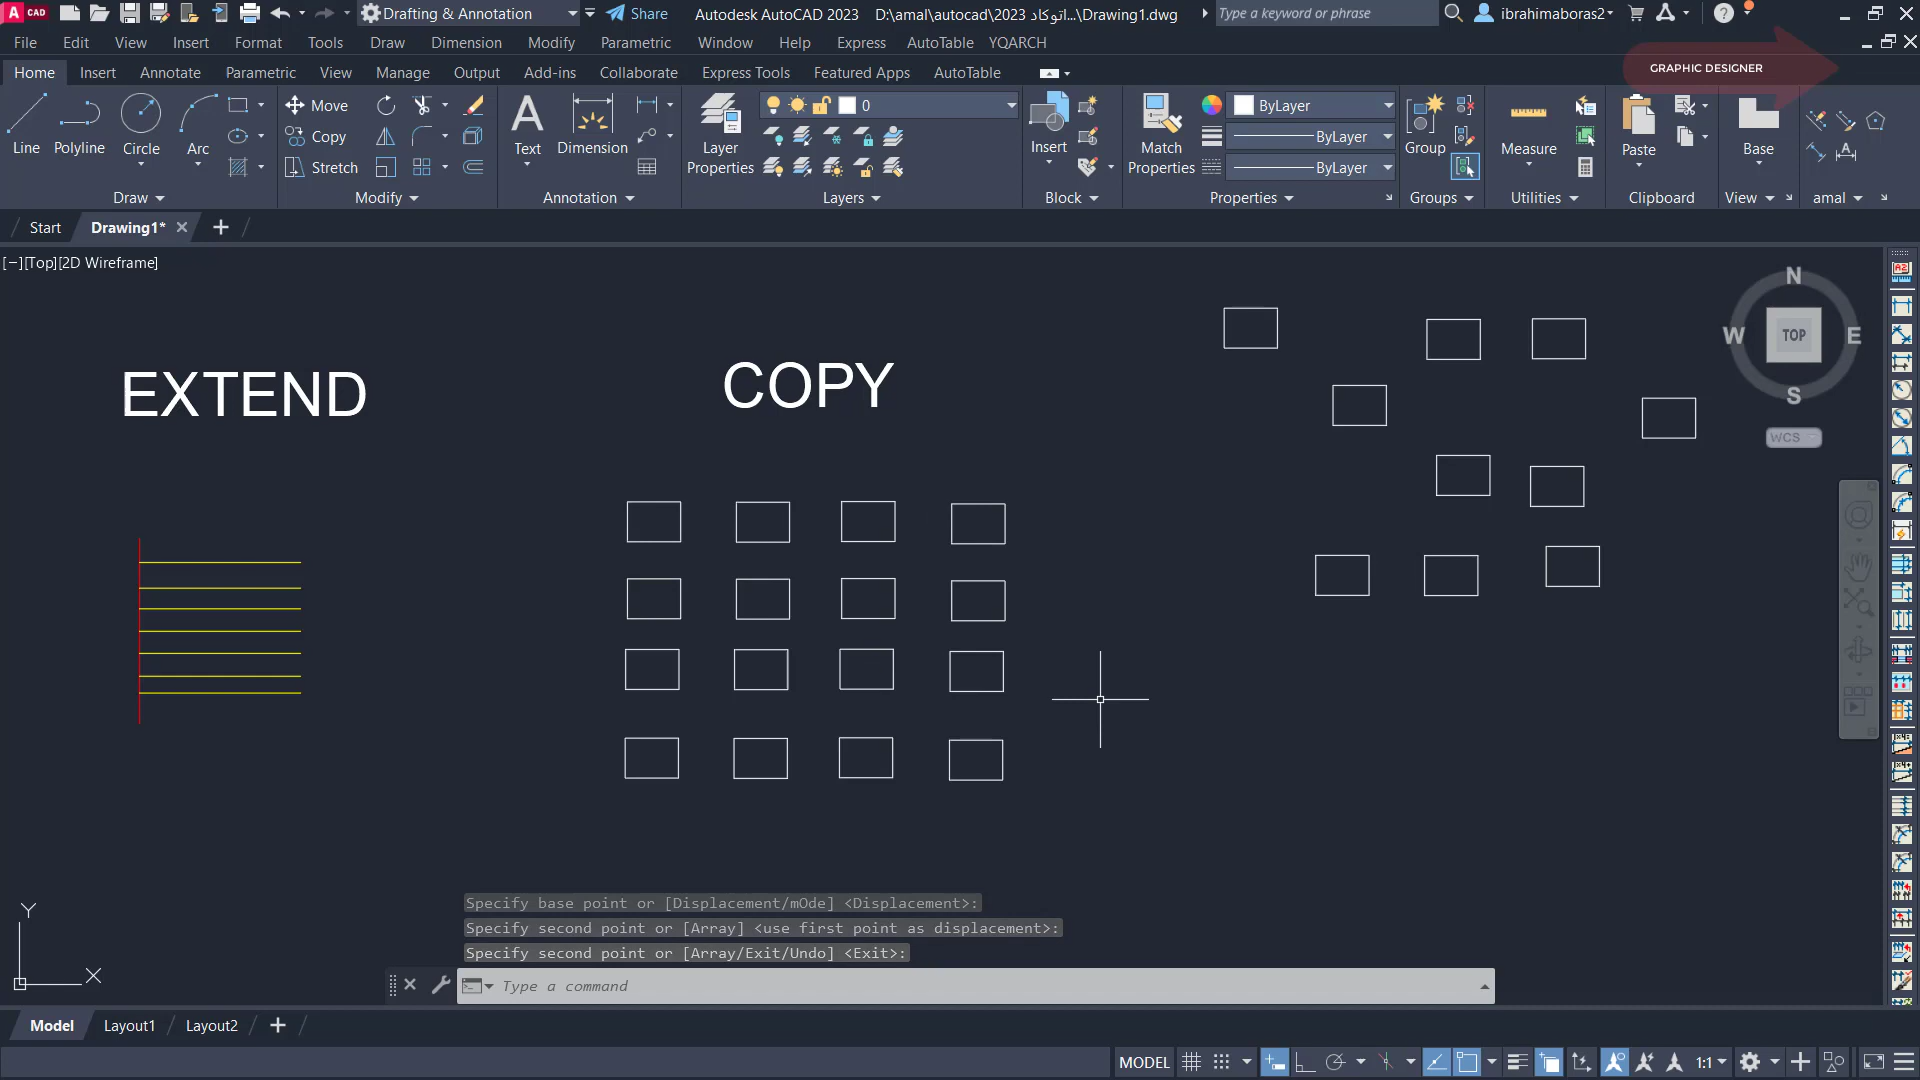 A CAD Drafting & Annotation Share Autodesk AutoCAD 2023 D:\amal\autocad\2023 اتوكاد...\Drawing1.dwg Type a keyword or phrase ibrahimaboras2
File Edit View Insert Format Tools Draw Dimension Modify Parametric Window Help Express AutoTable YQARCH
Home Insert Annotate Parametric View Manage Output Add-ins Collaborate Express Tools Featured Apps AutoTable
GRAPHIC DESIGNER
Move 0 ByLayer
Copy ByLayer
Line Polyline Circle Arc Text Dimension Layer Insert Match Group Measure Paste Base
Stretch Properties Properties ByLayer
Draw Modify Annotation Layers Block Properties Groups Utilities Clipboard View amal
Start Drawing1*
[−][Top][2D Wireframe]
N
W TOP E
S
WCS
EXTEND
COPY
Y
X
Specify base point or [Displacement/mOde] <Displacement>:
Specify second point or [Array] <use first point as displacement>:
Specify second point or [Array/Exit/Undo] <Exit>:
Type a command
Model Layout1 Layout2
MODEL 1:1